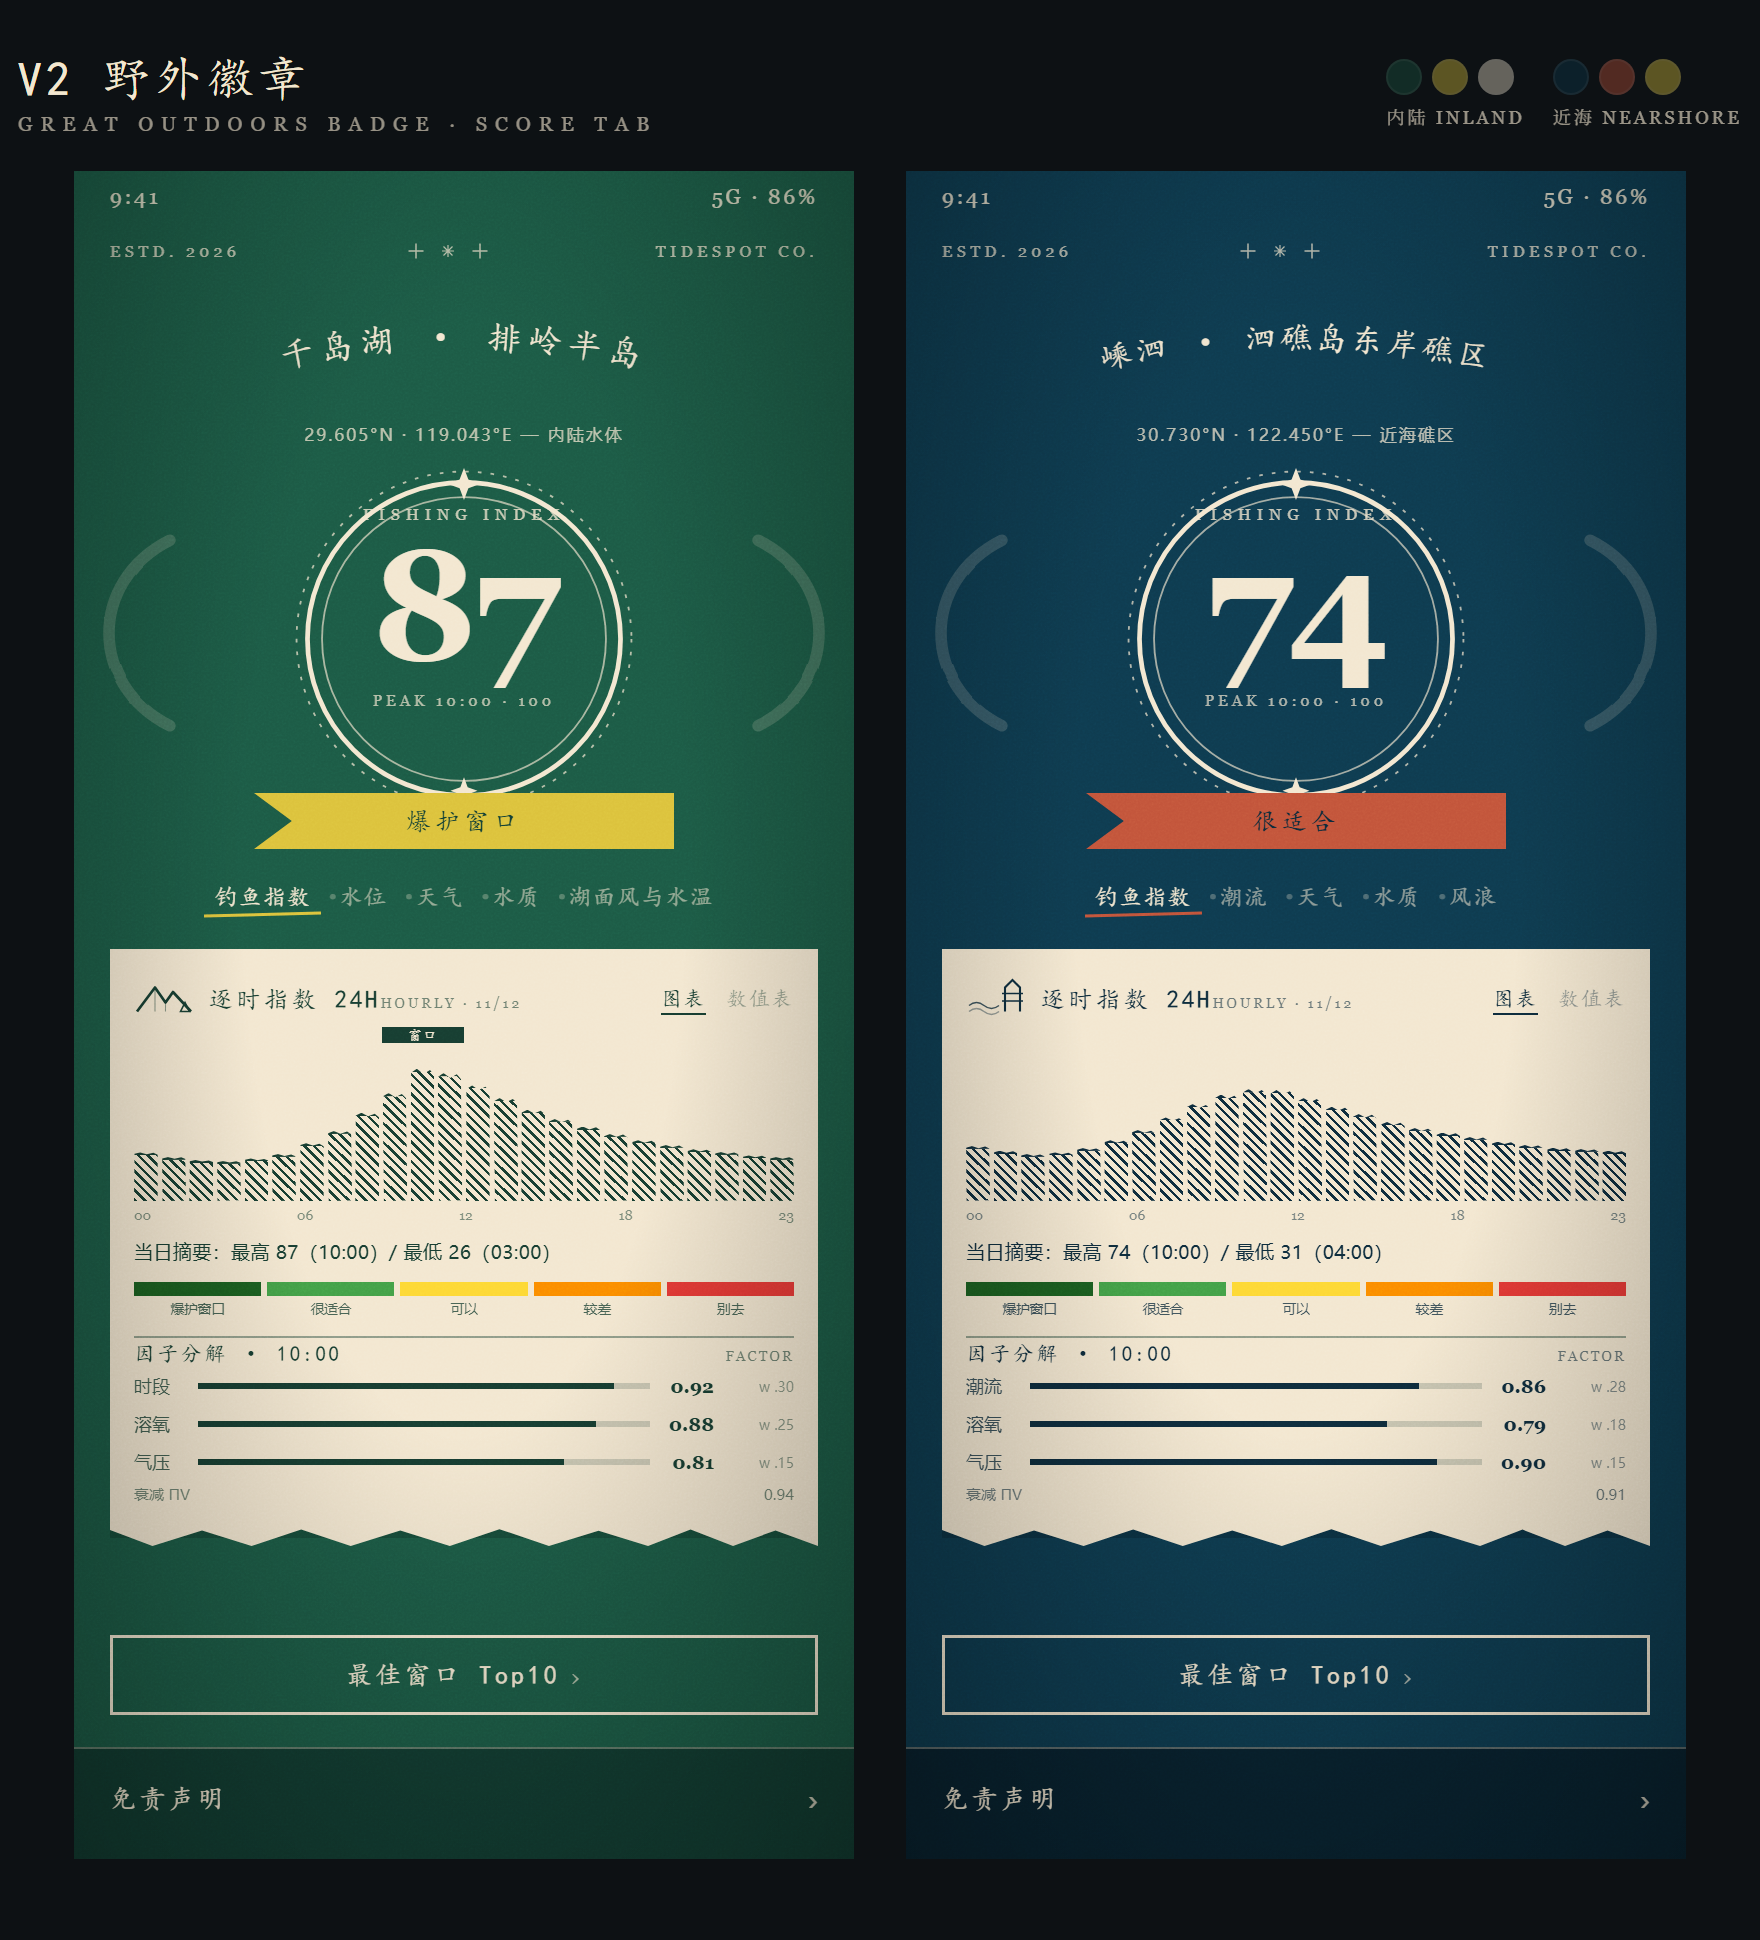 V2 野外徽章
GREAT OUTDOORS BADGE · SCORE TAB
内陆 INLAND
近海 NEARSHORE
9:41
5G · 86%
ESTD. 2026
TIDESPOT CO.
千岛湖 • 排岭半岛
29.605°N · 119.043°E — 内陆水体
FISHING INDEX
87
PEAK 10:00 · 100
爆护窗口
钓鱼指数 •水位 •天气 •水质 •湖面风与水温
逐时指数 24H HOURLY · 11/12
图表 数值表
窗口
00 06 12 18 23
当日摘要：最高 87（10:00）/ 最低 26（03:00）
爆护窗口 很适合 可以 较差 别去
因子分解 • 10:00 FACTOR
时段 0.92 w .30
溶氧 0.88 w .25
气压 0.81 w .15
衰减 ΠV 0.94
最佳窗口 Top10 ›
免责声明 ›
9:41
5G · 86%
ESTD. 2026
TIDESPOT CO.
嵊泗 • 泗礁岛东岸礁区
30.730°N · 122.450°E — 近海礁区
FISHING INDEX
74
PEAK 10:00 · 100
很适合
钓鱼指数 •潮流 •天气 •水质 •风浪
逐时指数 24H HOURLY · 11/12
图表 数值表
00 06 12 18 23
当日摘要：最高 74（10:00）/ 最低 31（04:00）
爆护窗口 很适合 可以 较差 别去
因子分解 • 10:00 FACTOR
潮流 0.86 w .28
溶氧 0.79 w .18
气压 0.90 w .15
衰减 ΠV 0.91
最佳窗口 Top10 ›
免责声明 ›